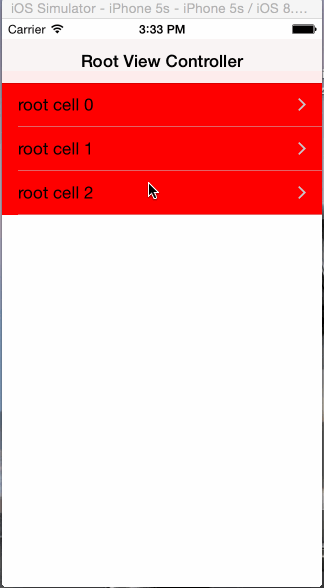 iOS Simulator - iPhone 5s - iPhone 5s / iOS 8....
Carrier 3:33 PM
Root View Controller
root cell 0
root cell 1
root cell 2